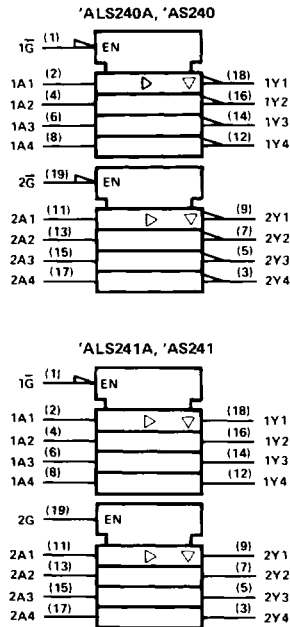 'ALS240A, 'AS240
1G̅ (1) EN
(2) (18)
1A1 1Y1
(4) (16)
1A2 1Y2
(6) (14)
1A3 1Y3
(8) (12)
1A4 1Y4
2G̅ (19) EN
(11) (9)
2A1 2Y1
(13) (7)
2A2 2Y2
(15) (5)
2A3 2Y3
(17) (3)
2A4 2Y4
'ALS241A, 'AS241
1G̅ (1) EN
(2) (18)
1A1 1Y1
(4) (16)
1A2 1Y2
(6) (14)
1A3 1Y3
(8) (12)
1A4 1Y4
2G (19) EN
(11) (9)
2A1 2Y1
(13) (7)
2A2 2Y2
(15) (5)
2A3 2Y3
(17) (3)
2A4 2Y4